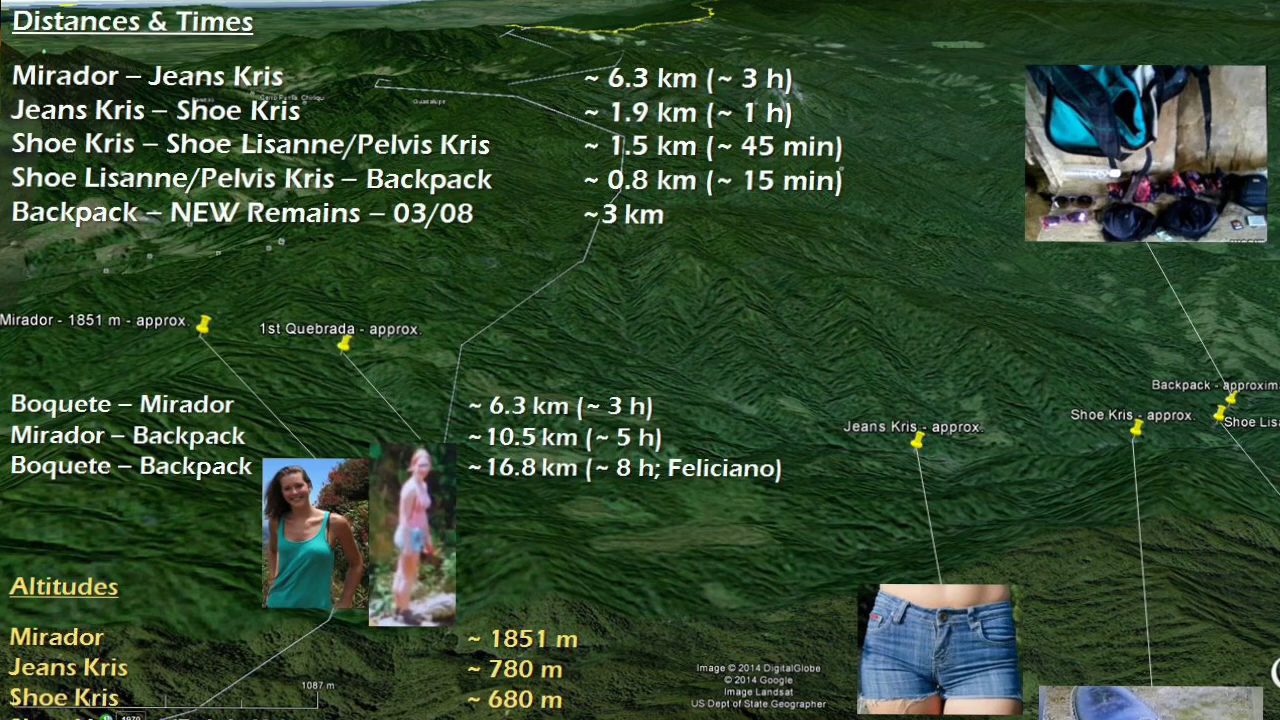 Distances & Times
Mirador – Jeans Kris ~ 6.3 km (~ 3 h)
Jeans Kris – Shoe Kris ~ 1.9 km (~ 1 h)
Shoe Kris – Shoe Lisanne/Pelvis Kris ~ 1.5 km (~ 45 min)
Shoe Lisanne/Pelvis Kris – Backpack ~ 0.8 km (~ 15 min)
Backpack – NEW Remains – 03/08 ~3 km
Mirador - 1851 m - approx.
1st Quebrada - approx.
Backpack - approxim
Shoe Kris - approx.
Shoe Lis
Jeans Kris - approx.
Boquete – Mirador ~ 6.3 km (~ 3 h)
Mirador – Backpack ~ 10.5 km (~ 5 h)
Boquete – Backpack ~ 16.8 km (~ 8 h; Feliciano)
Altitudes
Mirador ~ 1851 m
Jeans Kris ~ 780 m
Shoe Kris ~ 680 m
1087 m
Image © 2014 DigitalGlobe
© 2014 Google
Image Landsat
US Dept of State Geographer
1970